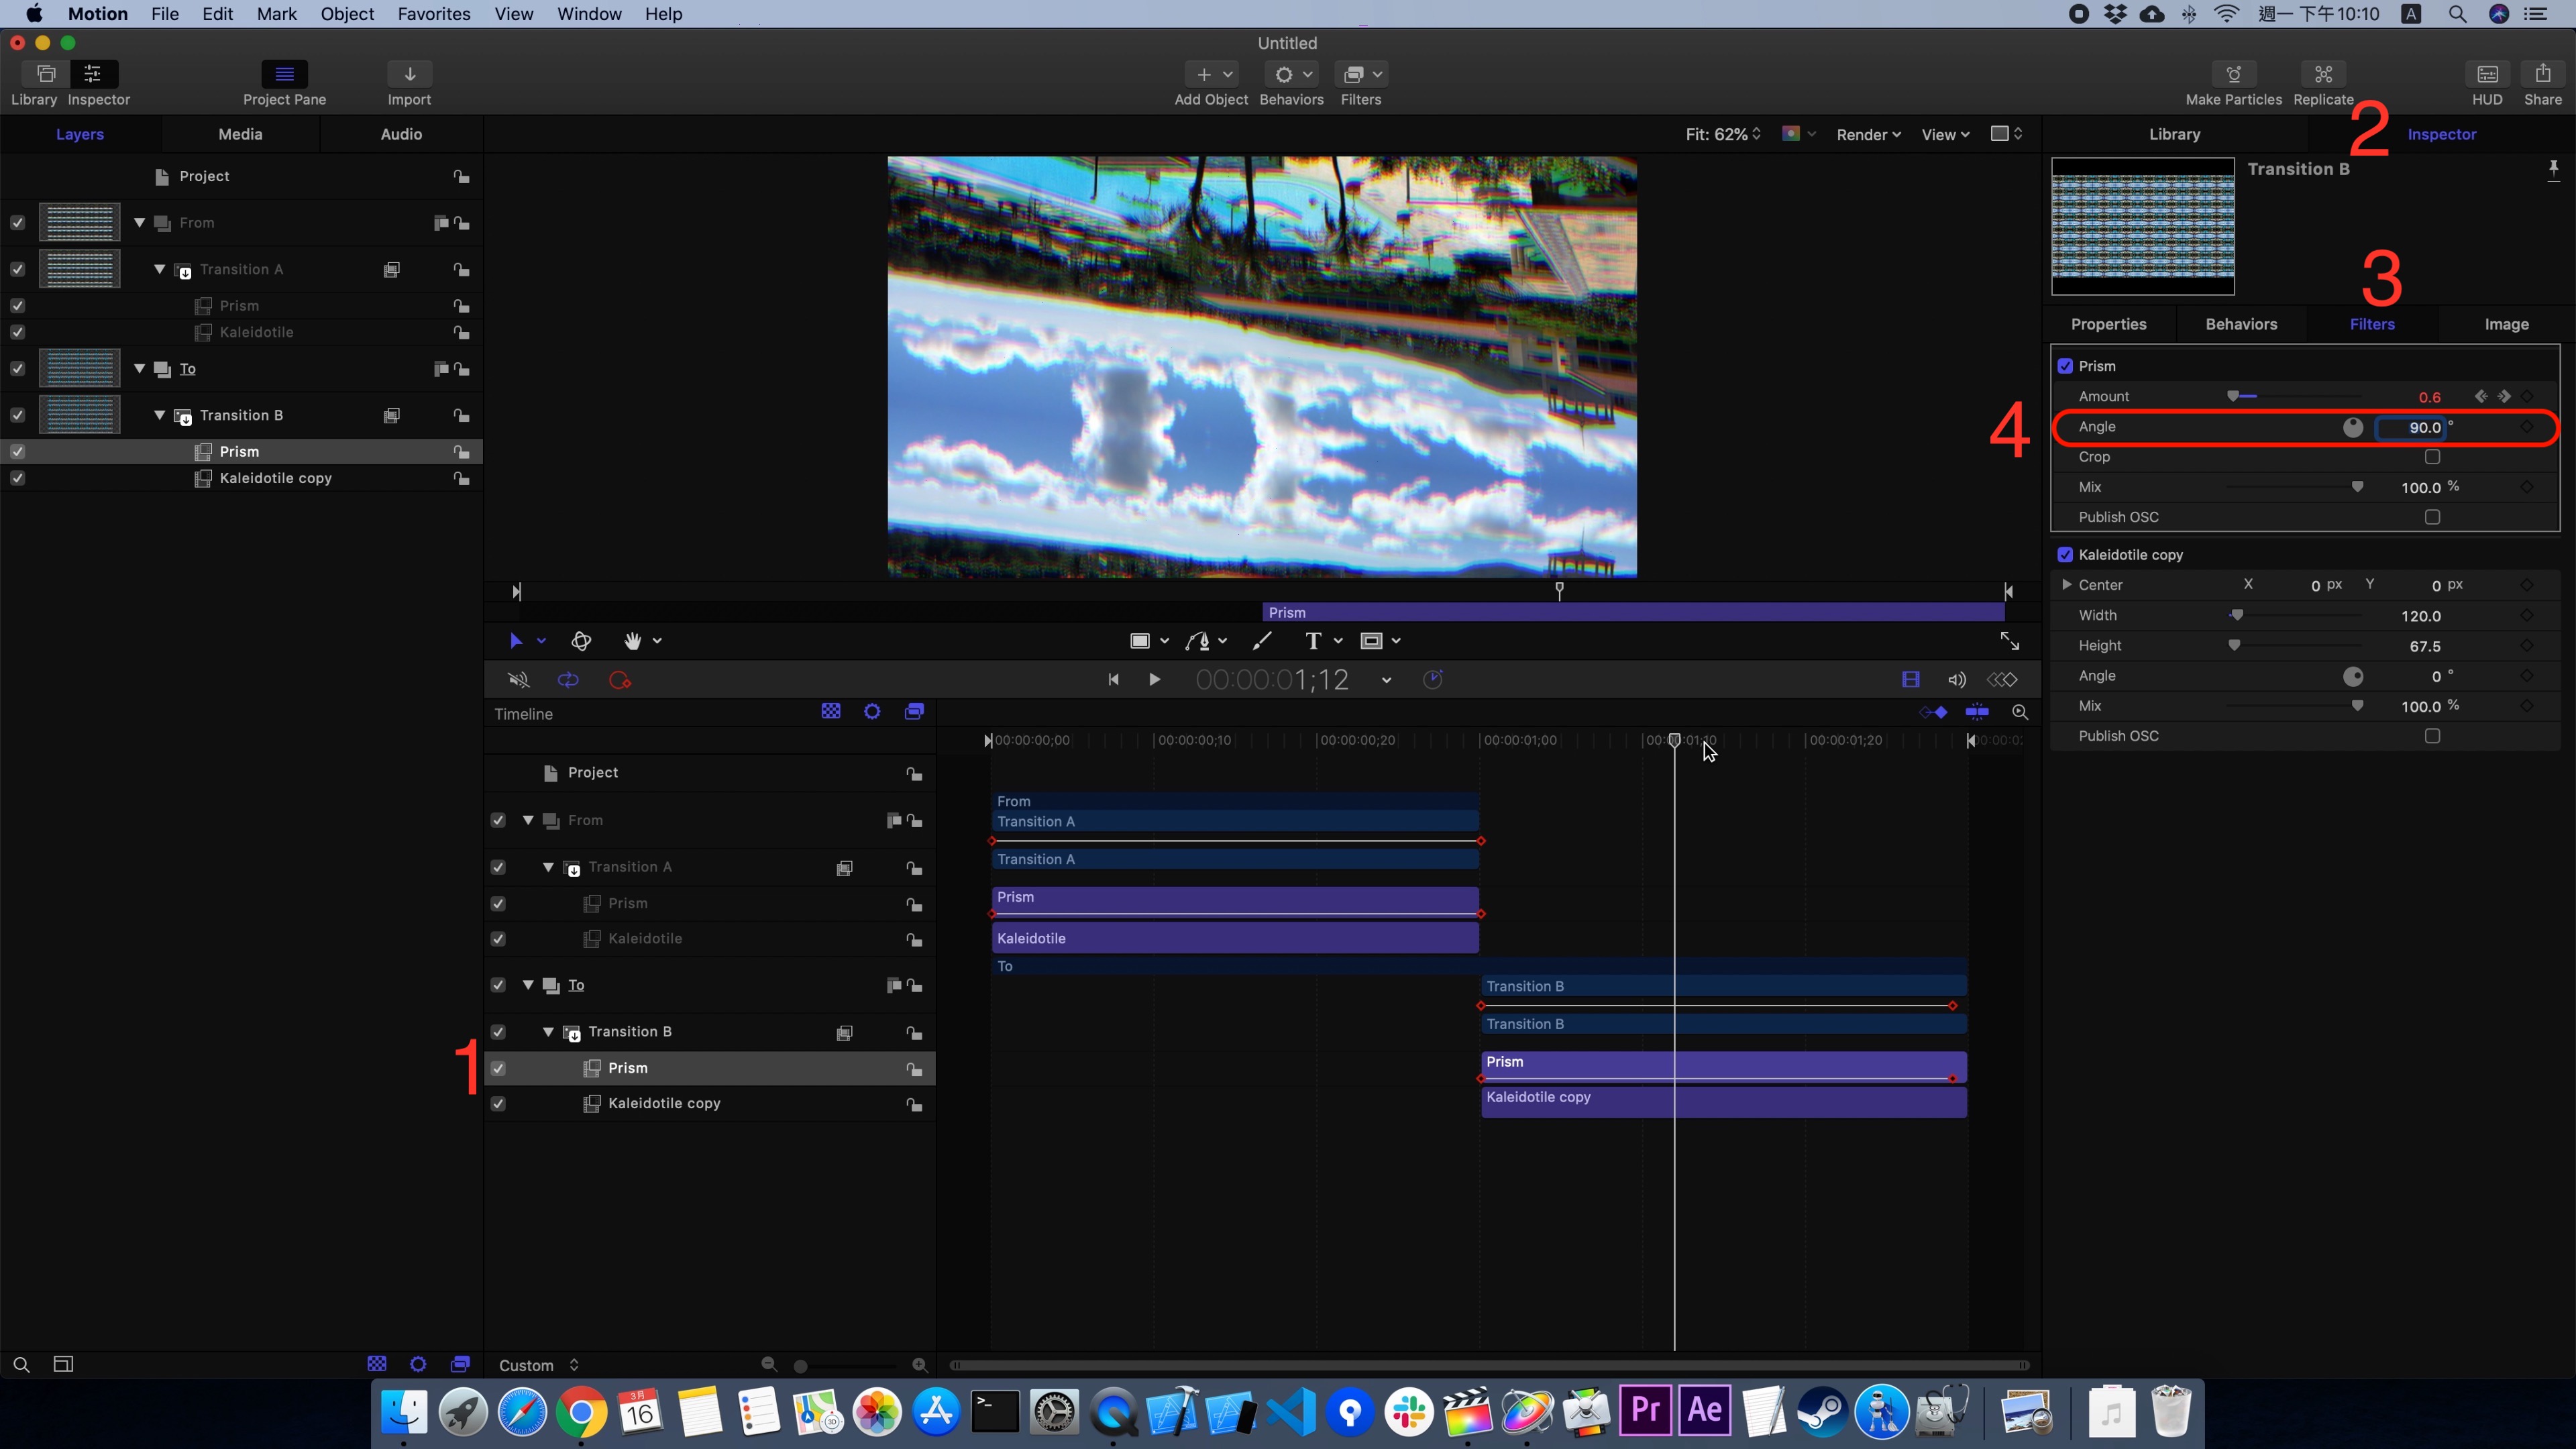 Motion File Edit Mark Object Favorites View Window Help
週一 下午10:10 A
Untitled
Library Inspector Project Pane Import Add Object Behaviors Filters Make Particles Replicate HUD Share
Layers Media Audio
Fit: 62% Render View
Library 2 Inspector
Project
From
Transition A
Prism
Kaleidotile
To
Transition B
Prism
Kaleidotile copy
Transition B
3
Properties Behaviors Filters Image
Prism
Amount 0.6
4
Angle 90.0 °
Crop
Mix 100.0 %
Publish OSC
Kaleidotile copy
Center X 0 px Y 0 px
Width 120.0
Height 67.5
Angle 0 °
Mix 100.0 %
Publish OSC
Prism
T
00:00:01;12
Timeline
00:00:00;00 00:00:00;10 00:00:00;20 00:00:01;00 00:00:01;10 00:00:01;20
Project
From
Transition A
Prism
Kaleidotile
To
Transition B
1
Prism
Kaleidotile copy
From
Transition A
Transition A
Prism
Kaleidotile
To
Transition B
Transition B
Prism
Kaleidotile copy
Custom
3月
16
3D
>_
Pr
Ae